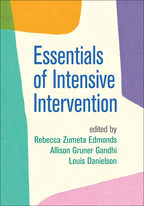 Essentials
of Intensive
Intervention
edited by
Rebecca Zumeta Edmonds
Allison Gruner Gandhi
Louis Danielson